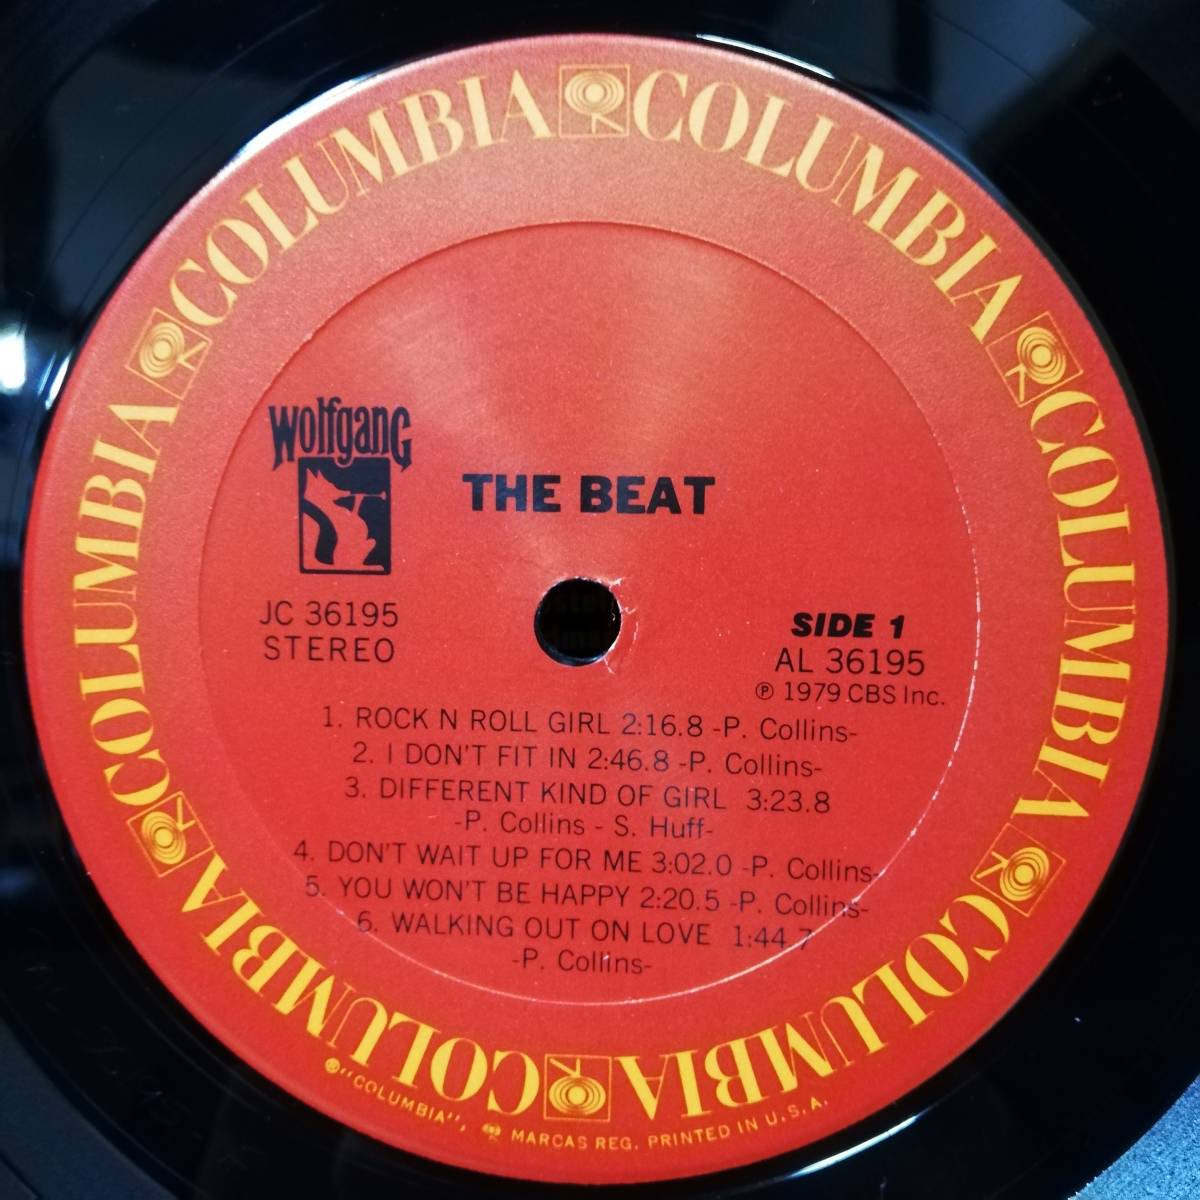 COLUMBIA COLUMBIA COLUMBIA COLUMBIA COLUMBIA COLUMBIA
Wolfgang
THE BEAT
JC 36195
STEREO
SIDE 1
AL 36195
℗ 1979 CBS Inc.
1. ROCK N ROLL GIRL 2:16.8 -P. Collins-
2. I DON'T FIT IN 2:46.8 -P. Collins-
3. DIFFERENT KIND OF GIRL 3:23.8
-P. Collins - S. Huff-
4. DON'T WAIT UP FOR ME 3:02.0 -P. Collins-
5. YOU WON'T BE HAPPY 2:20.5 -P. Collins-
6. WALKING OUT ON LOVE 1:44.7
-P. Collins-
®"COLUMBIA", MARCAS REG. PRINTED IN U.S.A.